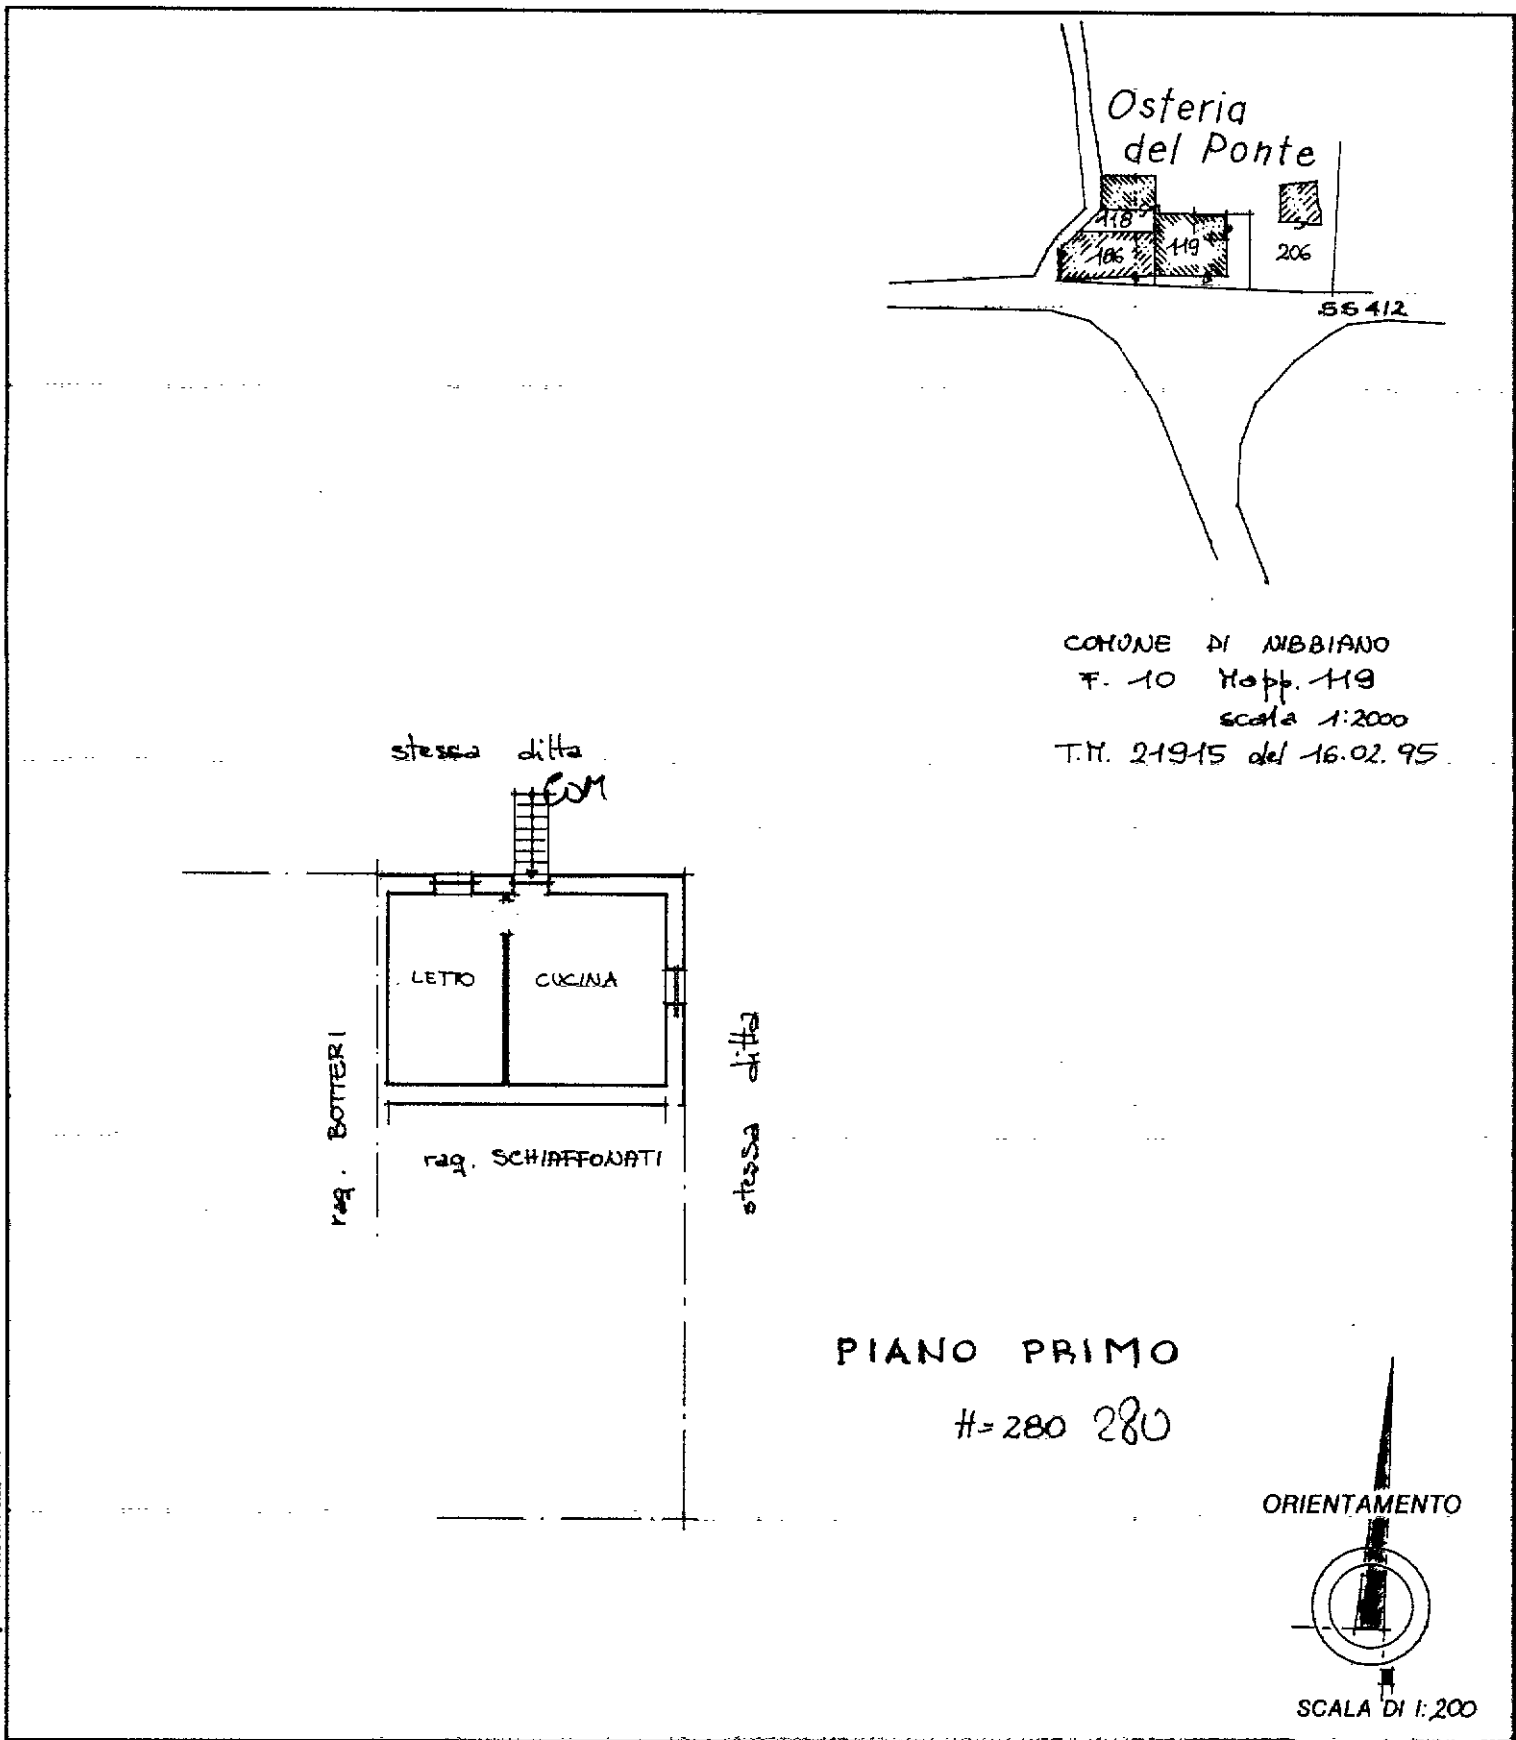 Osteria
del Ponte
118
186
119
206
SS 412
COMUNE DI NIBBIANO
F. 10 Mapp. 119
scala 1:2000
T.M. 21915 del 16.02.95
stessa ditta
COM
LETTO
CUCINA
rag. BOTTERI
stessa ditta
rag. SCHIAFFONATI
PIANO PRIMO
H=280 280
ORIENTAMENTO
SCALA DI 1:200